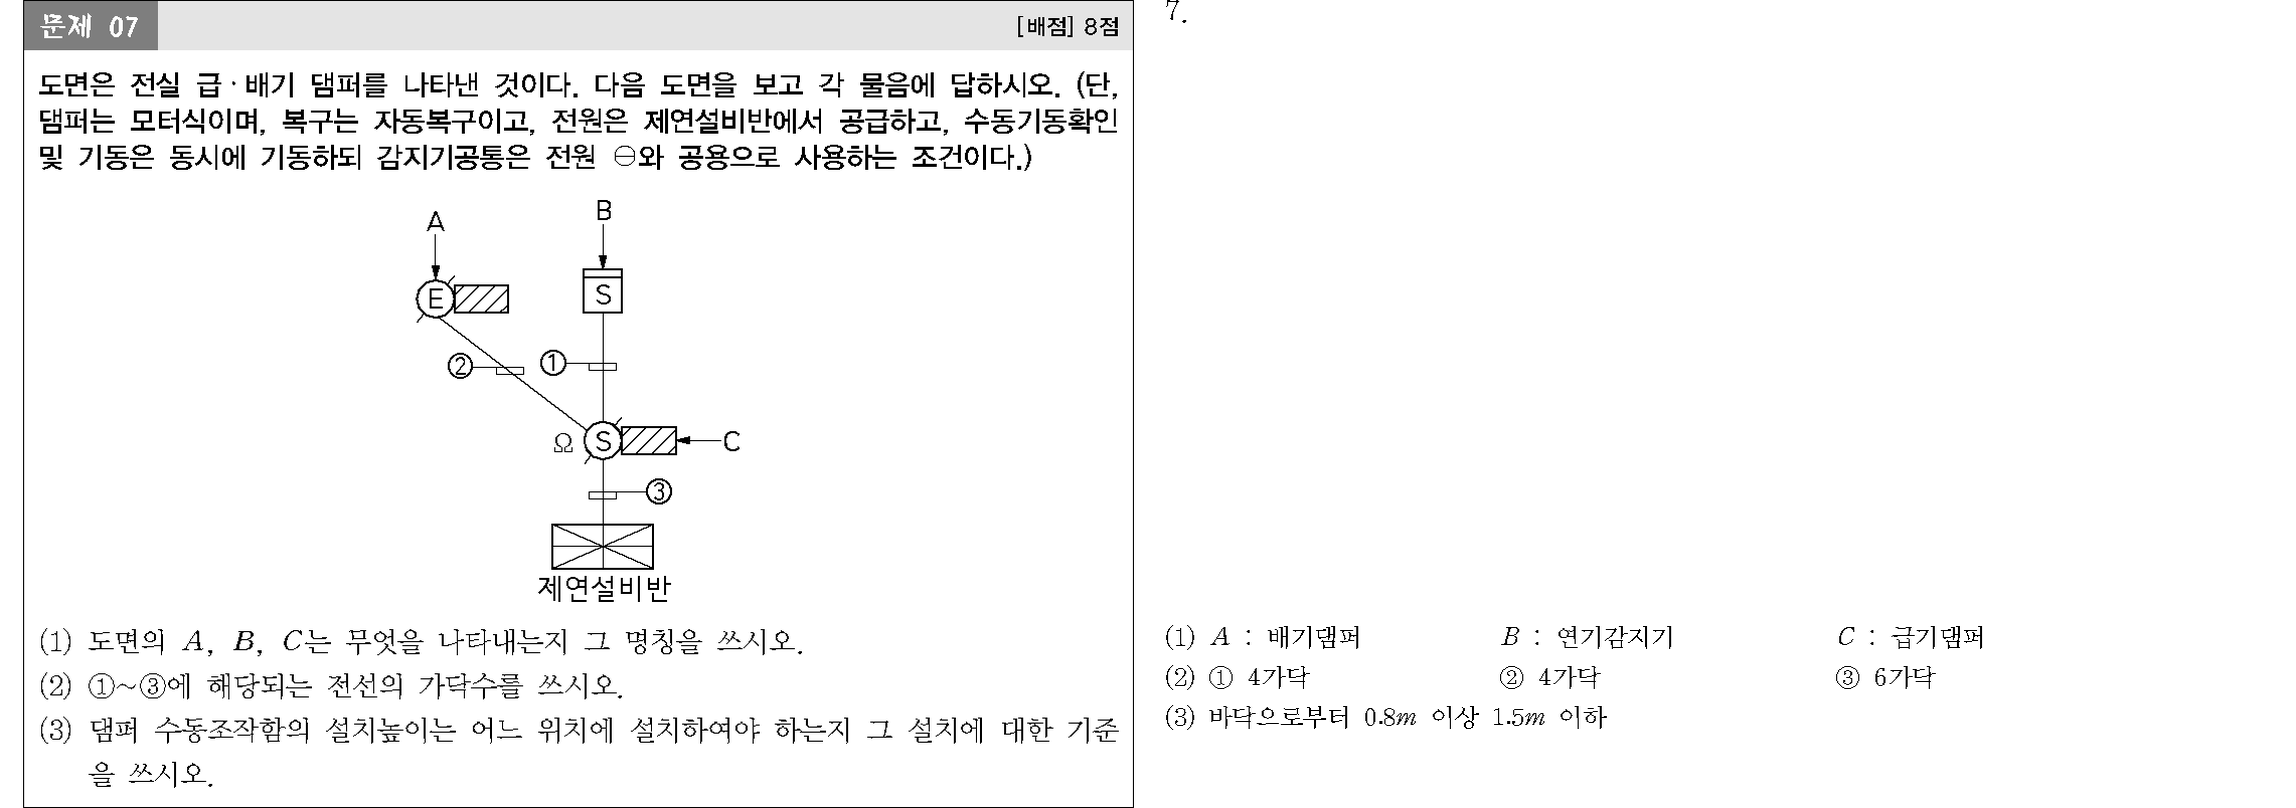 문제 07
[배점] 8점
도면은 전실 급·배기 댐퍼를 나타낸 것이다. 다음 도면을 보고 각 물음에 답하시오. (단,
댐퍼는 모터식이며, 복구는 자동복구이고, 전원은 제연설비반에서 공급하고, 수동기동확인
및 기동은 동시에 기동하되 감지기공통은 전원 ⊖와 공용으로 사용하는 조건이다.)
A
B
E
S
②
①
Ω
S
C
③
제연설비반
(1) 도면의 A, B, C는 무엇을 나타내는지 그 명칭을 쓰시오.
(2) ①~③에 해당되는 전선의 가닥수를 쓰시오.
(3) 댐퍼 수동조작함의 설치높이는 어느 위치에 설치하여야 하는지 그 설치에 대한 기준
을 쓰시오.
7.
(1) A : 배기댐퍼 B : 연기감지기 C : 급기댐퍼
(2) ① 4가닥 ② 4가닥 ③ 6가닥
(3) 바닥으로부터 0.8m 이상 1.5m 이하